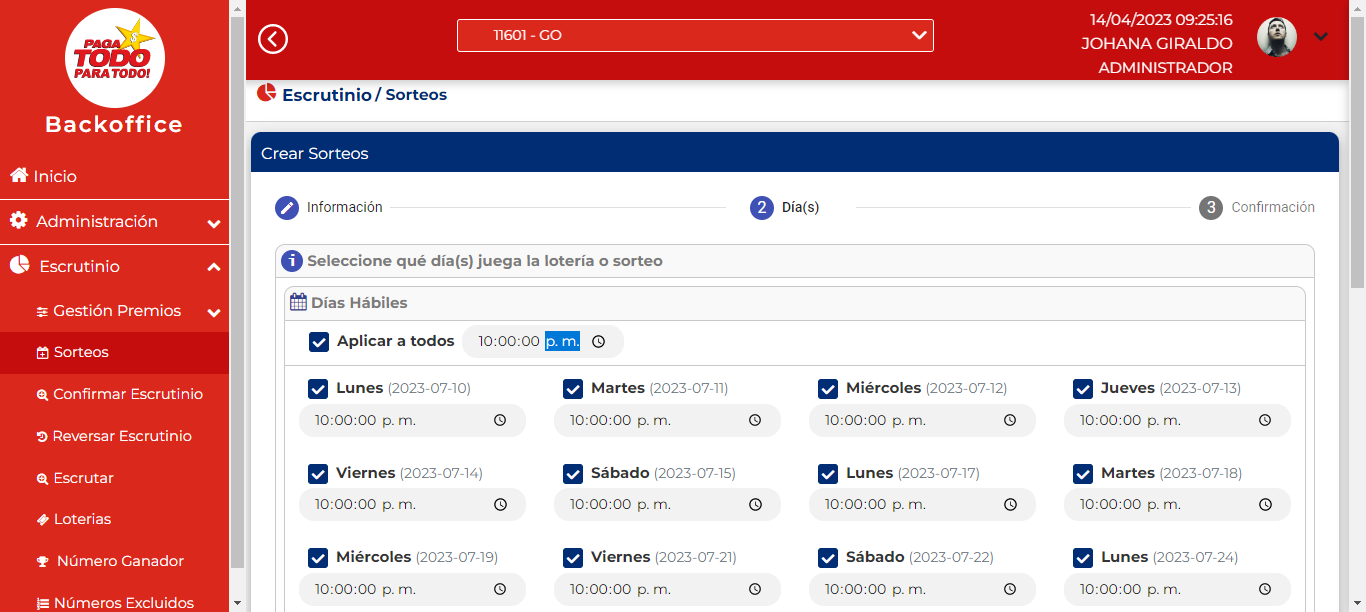 PAGA
TODO
PARA TODO!
Backoffice
Inicio
Administración
Escrutinio
Gestión Premios
Sorteos
Confirmar Escrutinio
Reversar Escrutinio
Escrutar
Loterias
Número Ganador
Números Excluidos
11601 - GO
14/04/2023 09:25:16
JOHANA GIRALDO
ADMINISTRADOR
Escrutinio / Sorteos
Crear Sorteos
Información
2 Día(s)
3 Confirmación
Seleccione qué día(s) juega la lotería o sorteo
Días Hábiles
Aplicar a todos 10:00:00 p. m.
Lunes (2023-07-10) Martes (2023-07-11) Miércoles (2023-07-12) Jueves (2023-07-13)
10:00:00 p. m. 10:00:00 p. m. 10:00:00 p. m. 10:00:00 p. m.
Viernes (2023-07-14) Sábado (2023-07-15) Lunes (2023-07-17) Martes (2023-07-18)
10:00:00 p. m. 10:00:00 p. m. 10:00:00 p. m. 10:00:00 p. m.
Miércoles (2023-07-19) Viernes (2023-07-21) Sábado (2023-07-22) Lunes (2023-07-24)
10:00:00 p. m. 10:00:00 p. m. 10:00:00 p. m. 10:00:00 p. m.